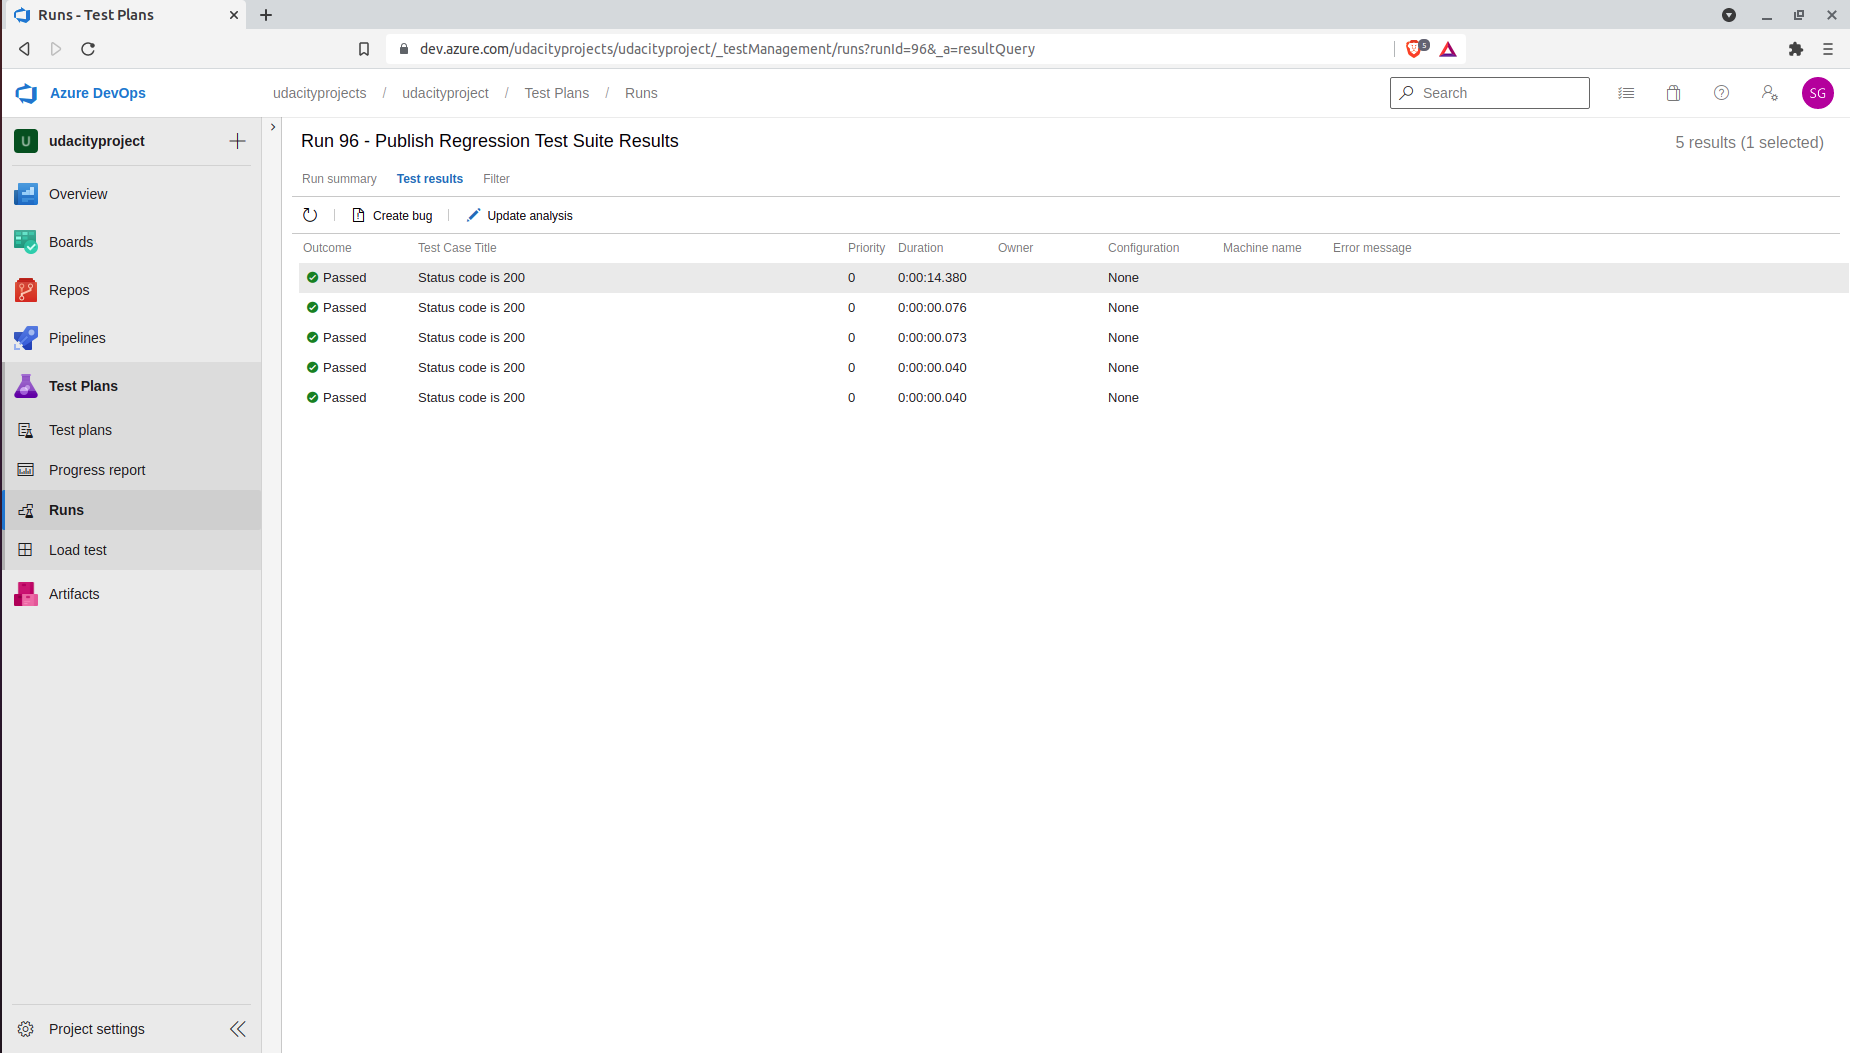 Runs - Test Plans
dev.azure.com/udacityprojects/udacityproject/_testManagement/runs?runId=96&_a=resultQuery
5
Azure DevOps
udacityprojects / udacityproject / Test Plans / Runs
Search
SG
U
udacityproject
Run 96 - Publish Regression Test Suite Results
5 results (1 selected)
Run summary Test results Filter
Create bug Update analysis
Outcome Test Case Title Priority Duration Owner Configuration Machine name Error message
Passed Status code is 200 0 0:00:14.380 None
Passed Status code is 200 0 0:00:00.076 None
Passed Status code is 200 0 0:00:00.073 None
Passed Status code is 200 0 0:00:00.040 None
Passed Status code is 200 0 0:00:00.040 None
Overview
Boards
Repos
Pipelines
Test Plans
Test plans
Progress report
Runs
Load test
Artifacts
Project settings